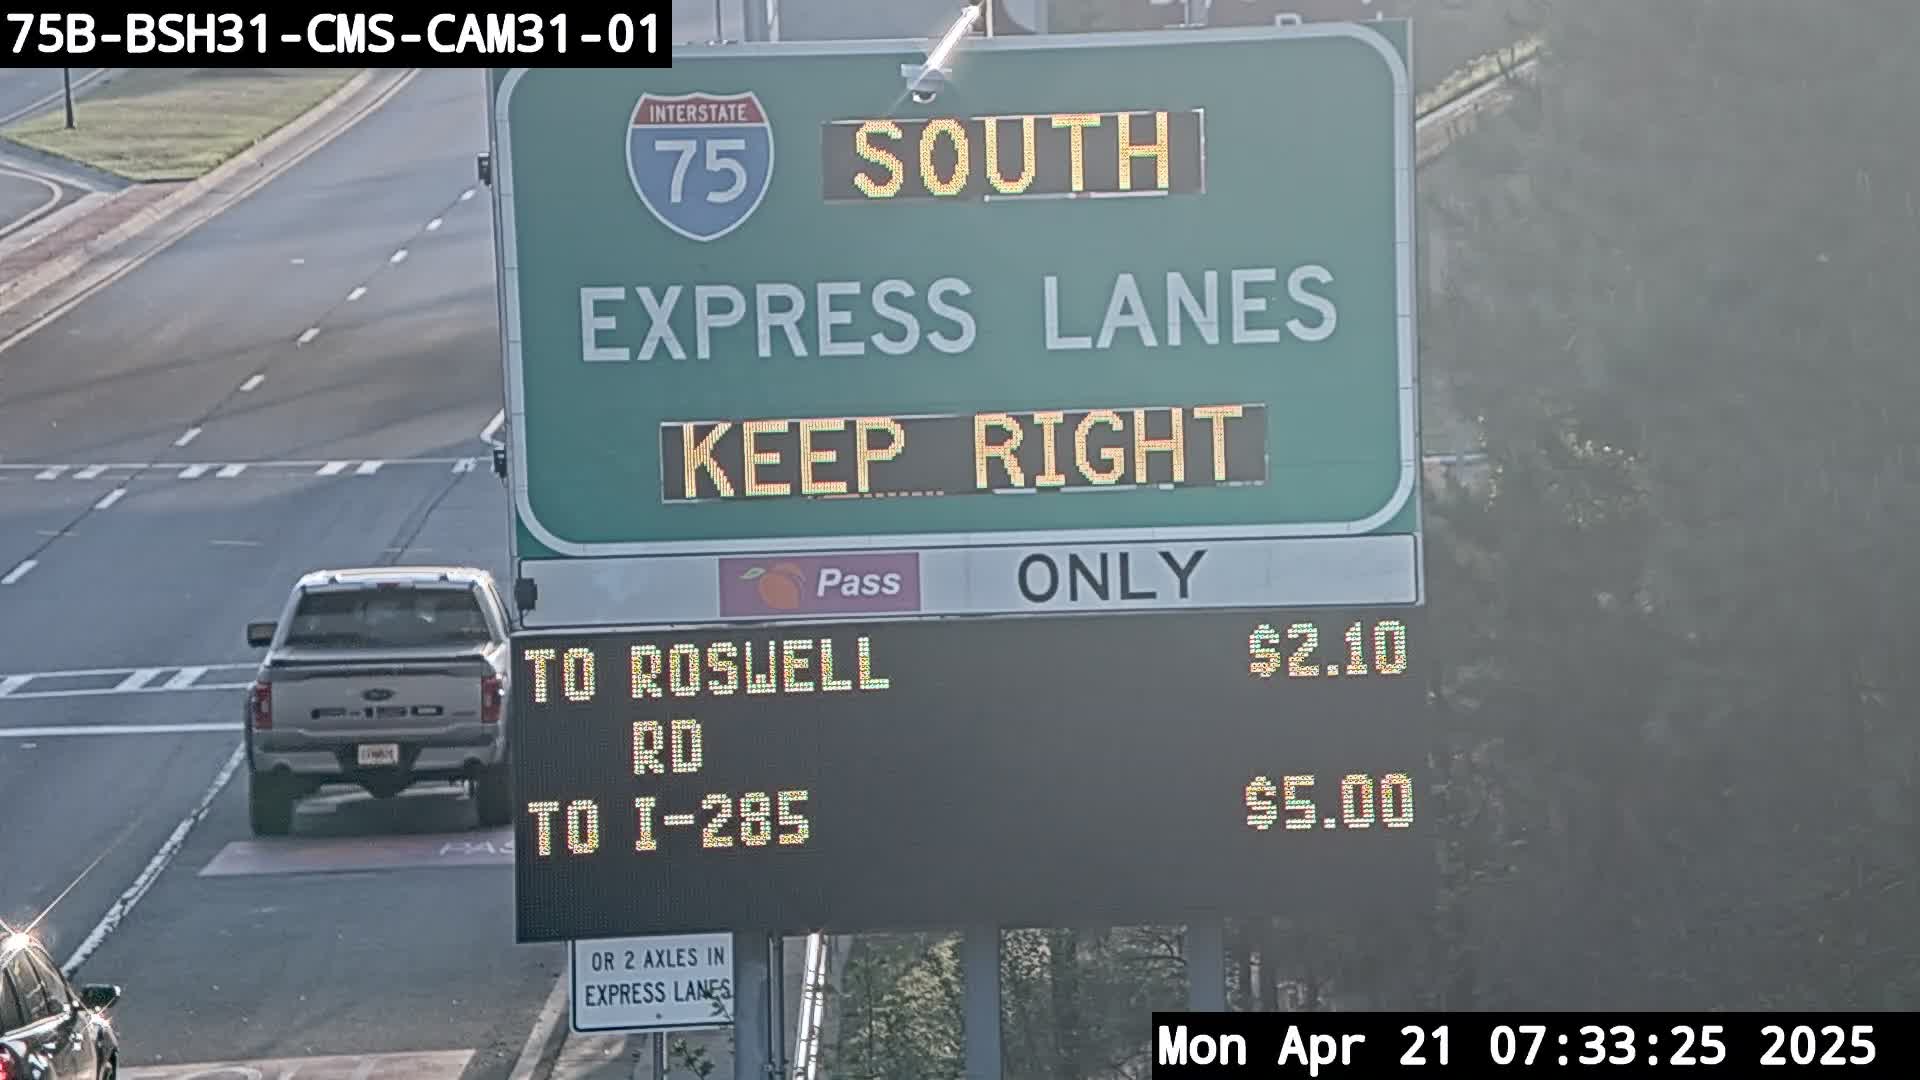 75B-BSH31-CMS-CAM31-01
INTERSTATE
75
SOUTH
EXPRESS LANES
KEEP RIGHT
Pass ONLY
TO ROSWELL $2.10
RD
TO I-285 $5.00
OR 2 AXLES IN
EXPRESS LANES
Mon Apr 21 07:33:25 2025